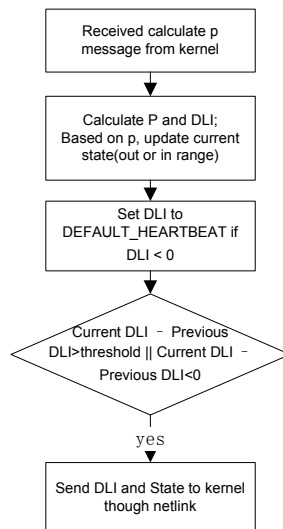 Received calculate p
message from kernel
Calculate P and DLI;
Based on p, update current
state(out or in range)
Set DLI to
DEFAULT_HEARTBEAT if
DLI < 0
Current DLI - Previous
DLI>threshold || Current DLI -
Previous DLI<0
yes
Send DLI and State to kernel
though netlink